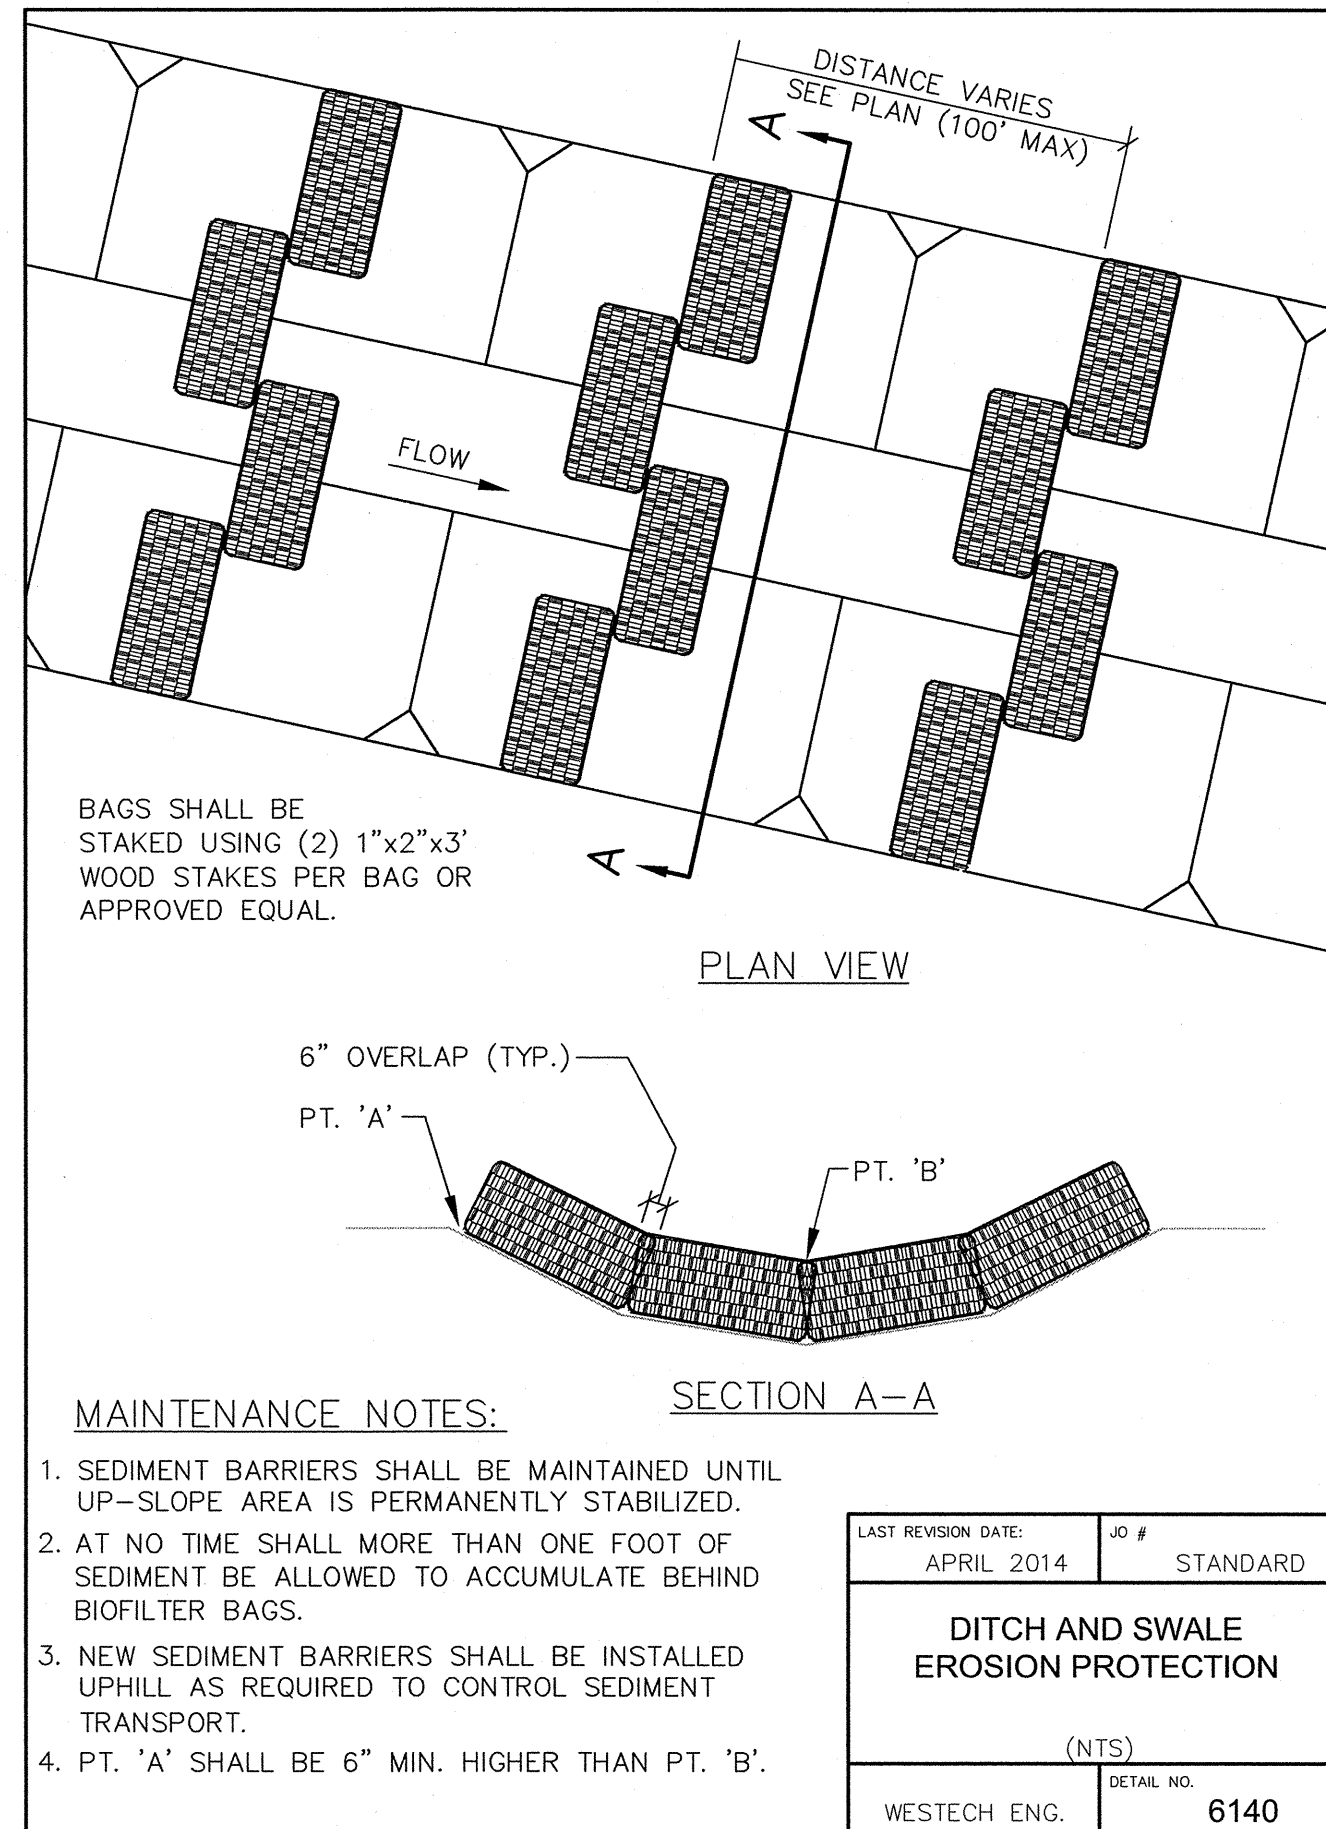 DISTANCE VARIES
SEE PLAN (100' MAX)
A
FLOW
A
BAGS SHALL BE
STAKED USING (2) 1"x2"x3'
WOOD STAKES PER BAG OR
APPROVED EQUAL.
PLAN VIEW
6" OVERLAP (TYP.)
PT. 'A'
PT. 'B'
SECTION A-A
MAINTENANCE NOTES:
1. SEDIMENT BARRIERS SHALL BE MAINTAINED UNTIL
UP-SLOPE AREA IS PERMANENTLY STABILIZED.
2. AT NO TIME SHALL MORE THAN ONE FOOT OF
SEDIMENT BE ALLOWED TO ACCUMULATE BEHIND
BIOFILTER BAGS.
3. NEW SEDIMENT BARRIERS SHALL BE INSTALLED
UPHILL AS REQUIRED TO CONTROL SEDIMENT
TRANSPORT.
4. PT. 'A' SHALL BE 6" MIN. HIGHER THAN PT. 'B'.
LAST REVISION DATE:
APRIL 2014
JO #
STANDARD
DITCH AND SWALE
EROSION PROTECTION
(NTS)
WESTECH ENG.
DETAIL NO.
6140